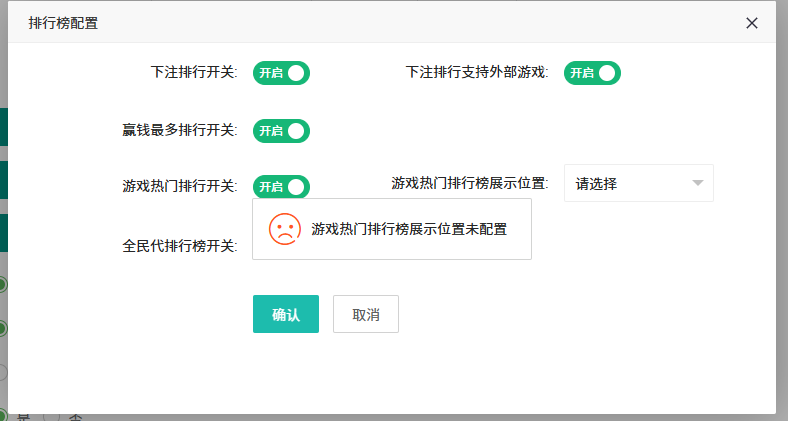 排行榜配置
下注排行开关: 开启 下注排行支持外部游戏: 开启
赢钱最多排行开关: 开启
游戏热门排行开关: 开启 游戏热门排行榜展示位置: 请选择
游戏热门排行榜展示位置未配置
全民代排行榜开关:
确认 取消